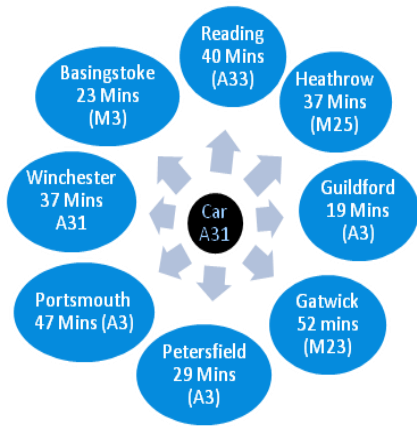 Reading
40 Mins
(A33)
Heathrow
37 Mins
(M25)
Guildford
19 Mins
(A3)
Gatwick
52 mins
(M23)
Petersfield
29 Mins
(A3)
Portsmouth
47 Mins (A3)
Winchester
37 Mins
A31
Basingstoke
23 Mins
(M3)
Car
A31